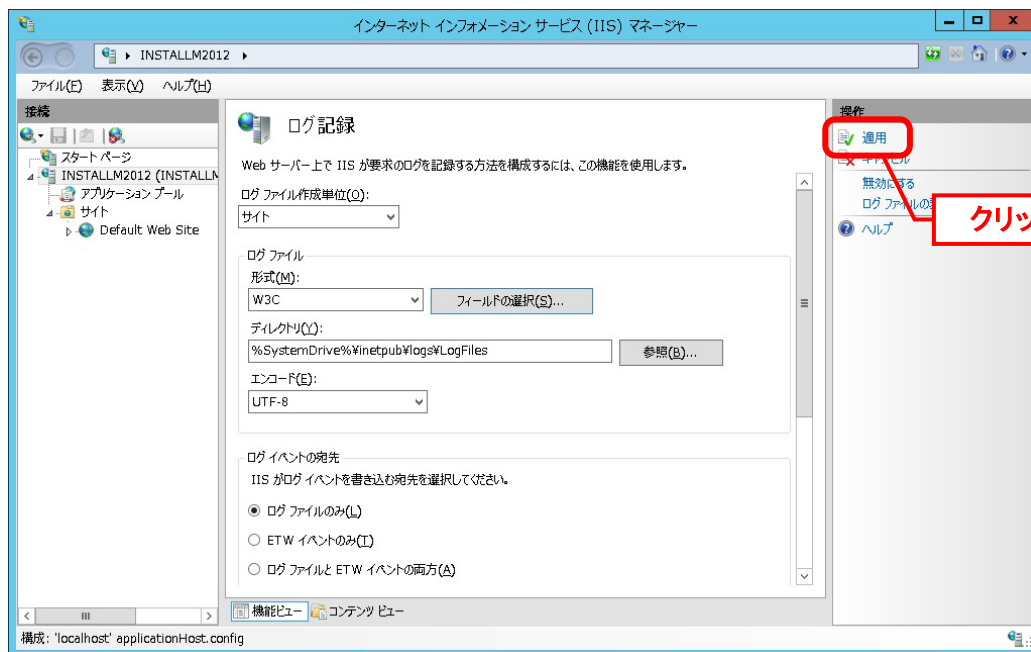 インターネット インフォメーション サービス (IIS) マネージャー
INSTALLM2012
ファイル(F) 表示(V) ヘルプ(H)
接続
スタート ページ
INSTALLM2012 (INSTALLM
アプリケーション プール
サイト
Default Web Site
ログ記録
Web サーバー上で IIS が要求のログを記録する方法を構成するには、この機能を使用します。
ログ ファイル作成単位(O):
サイト
ログ ファイル
形式(M):
W3C
フィールドの選択(S)...
ディレクトリ(Y):
%SystemDrive%¥inetpub¥logs¥LogFiles
参照(B)...
エンコード(E):
UTF-8
ログ イベントの宛先
IIS がログ イベントを書き込む宛先を選択してください。
ログ ファイルのみ(L)
ETW イベントのみ(T)
ログ ファイルと ETW イベントの両方(A)
機能ビュー コンテンツ ビュー
操作
適用
キャンセル
無効にする
ログ ファイルの
クリッ
ヘルプ
構成: 'localhost' applicationHost.config